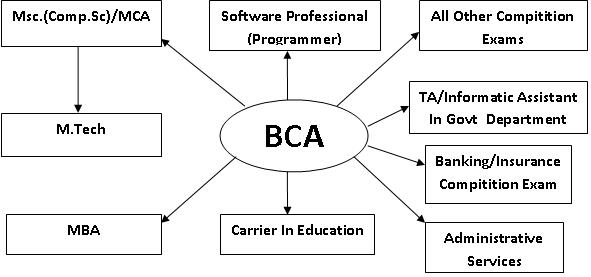 Msc.(Comp.Sc)/MCA
Software Professional
(Programmer)
All Other Compitition
Exams
TA/Informatic Assistant
In Govt Department
M.Tech
BCA
Banking/Insurance
Compitition Exam
MBA
Carrier In Education
Administrative
Services